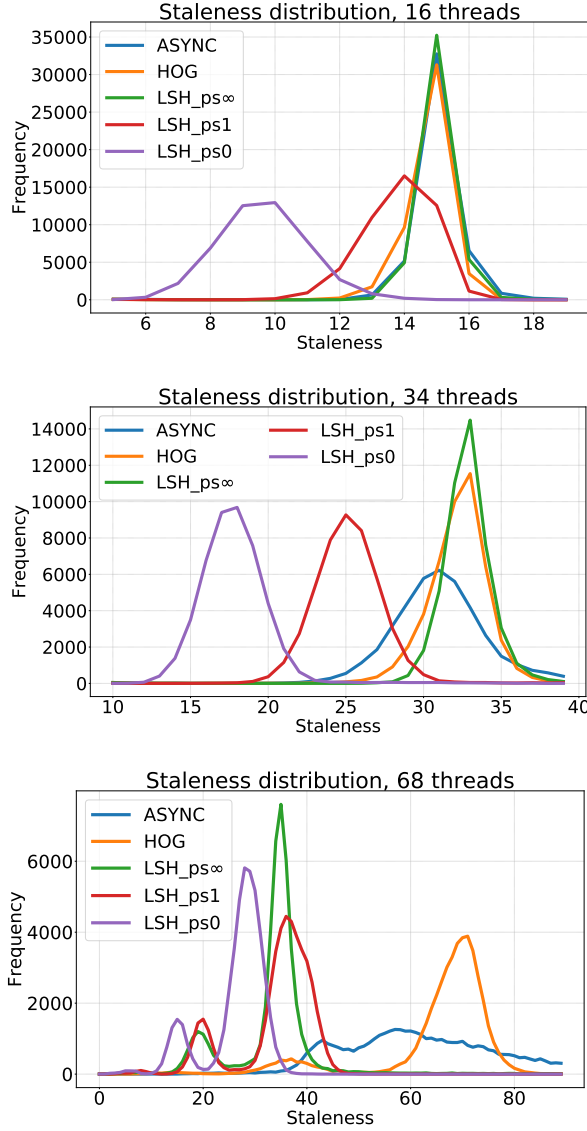 Staleness distribution, 16 threads
35000
30000
25000
20000
15000
10000
5000
0
Frequency
ASYNC
HOG
LSH_ps∞
LSH_ps1
LSH_ps0
6 8 10 12 14 16 18
Staleness
Staleness distribution, 34 threads
14000
12000
10000
8000
6000
4000
2000
0
Frequency
ASYNC LSH_ps1
HOG LSH_ps0
LSH_ps∞
10 15 20 25 30 35 40
Staleness
Staleness distribution, 68 threads
6000
4000
2000
0
Frequency
ASYNC
HOG
LSH_ps∞
LSH_ps1
LSH_ps0
0 20 40 60 80
Staleness